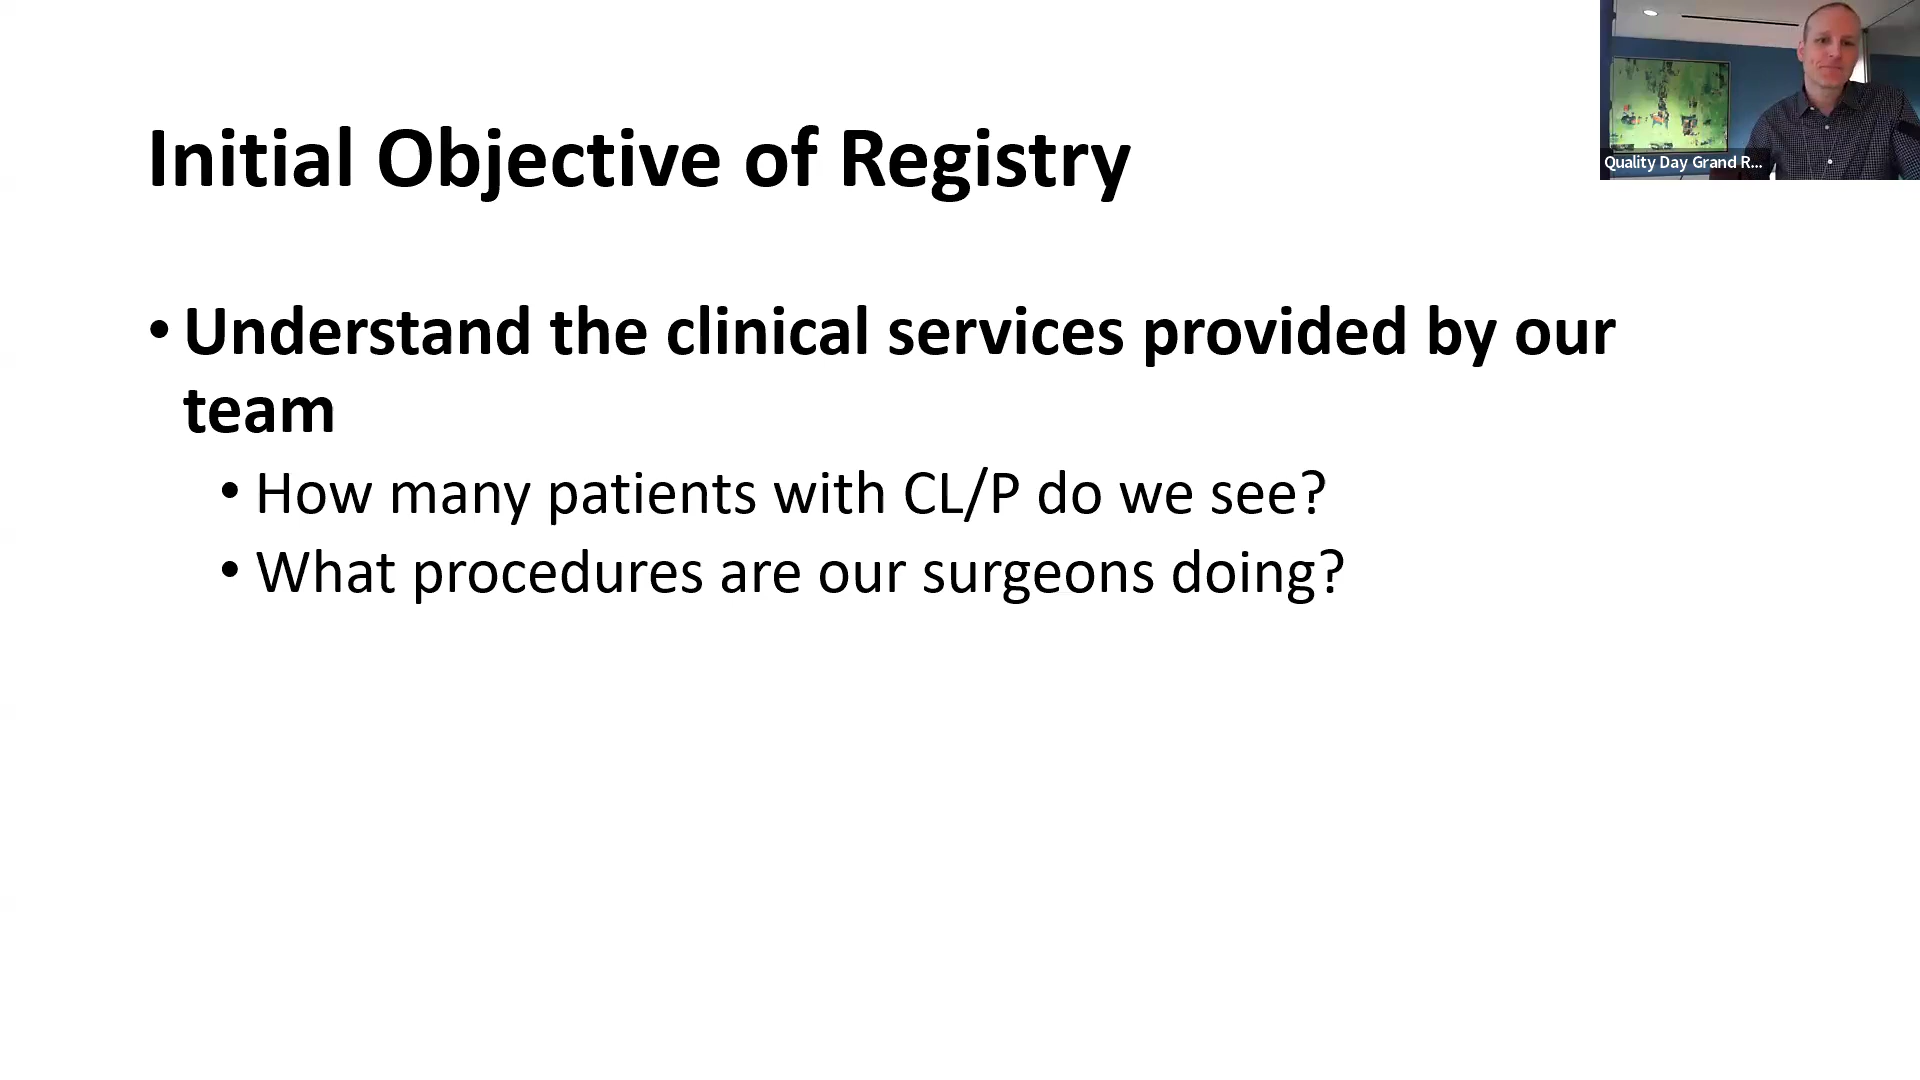 Initial Objective of Registry
• Understand the clinical services provided by our
team
• How many patients with CL/P do we see?
• What procedures are our surgeons doing?
Quality Day Grand R...